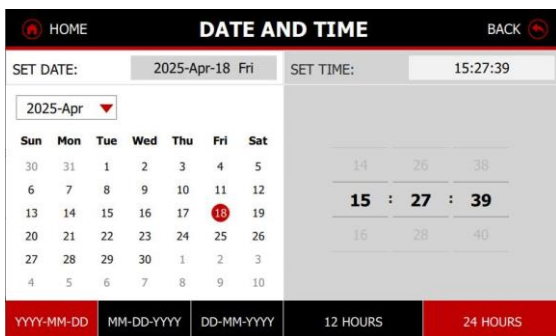 HOME DATE AND TIME BACK
SET DATE: 2025-Apr-18 Fri SET TIME: 15:27:39
2025-Apr
Sun Mon Tue Wed Thu Fri Sat
30 31 1 2 3 4 5
6 7 8 9 10 11 12
13 14 15 16 17 18 19
20 21 22 23 24 25 26
27 28 29 30 1 2 3
4 5 6 7 8 9 10
14 26 38
15 : 27 : 39
16 28 40
YYYY-MM-DD MM-DD-YYYY DD-MM-YYYY 12 HOURS 24 HOURS